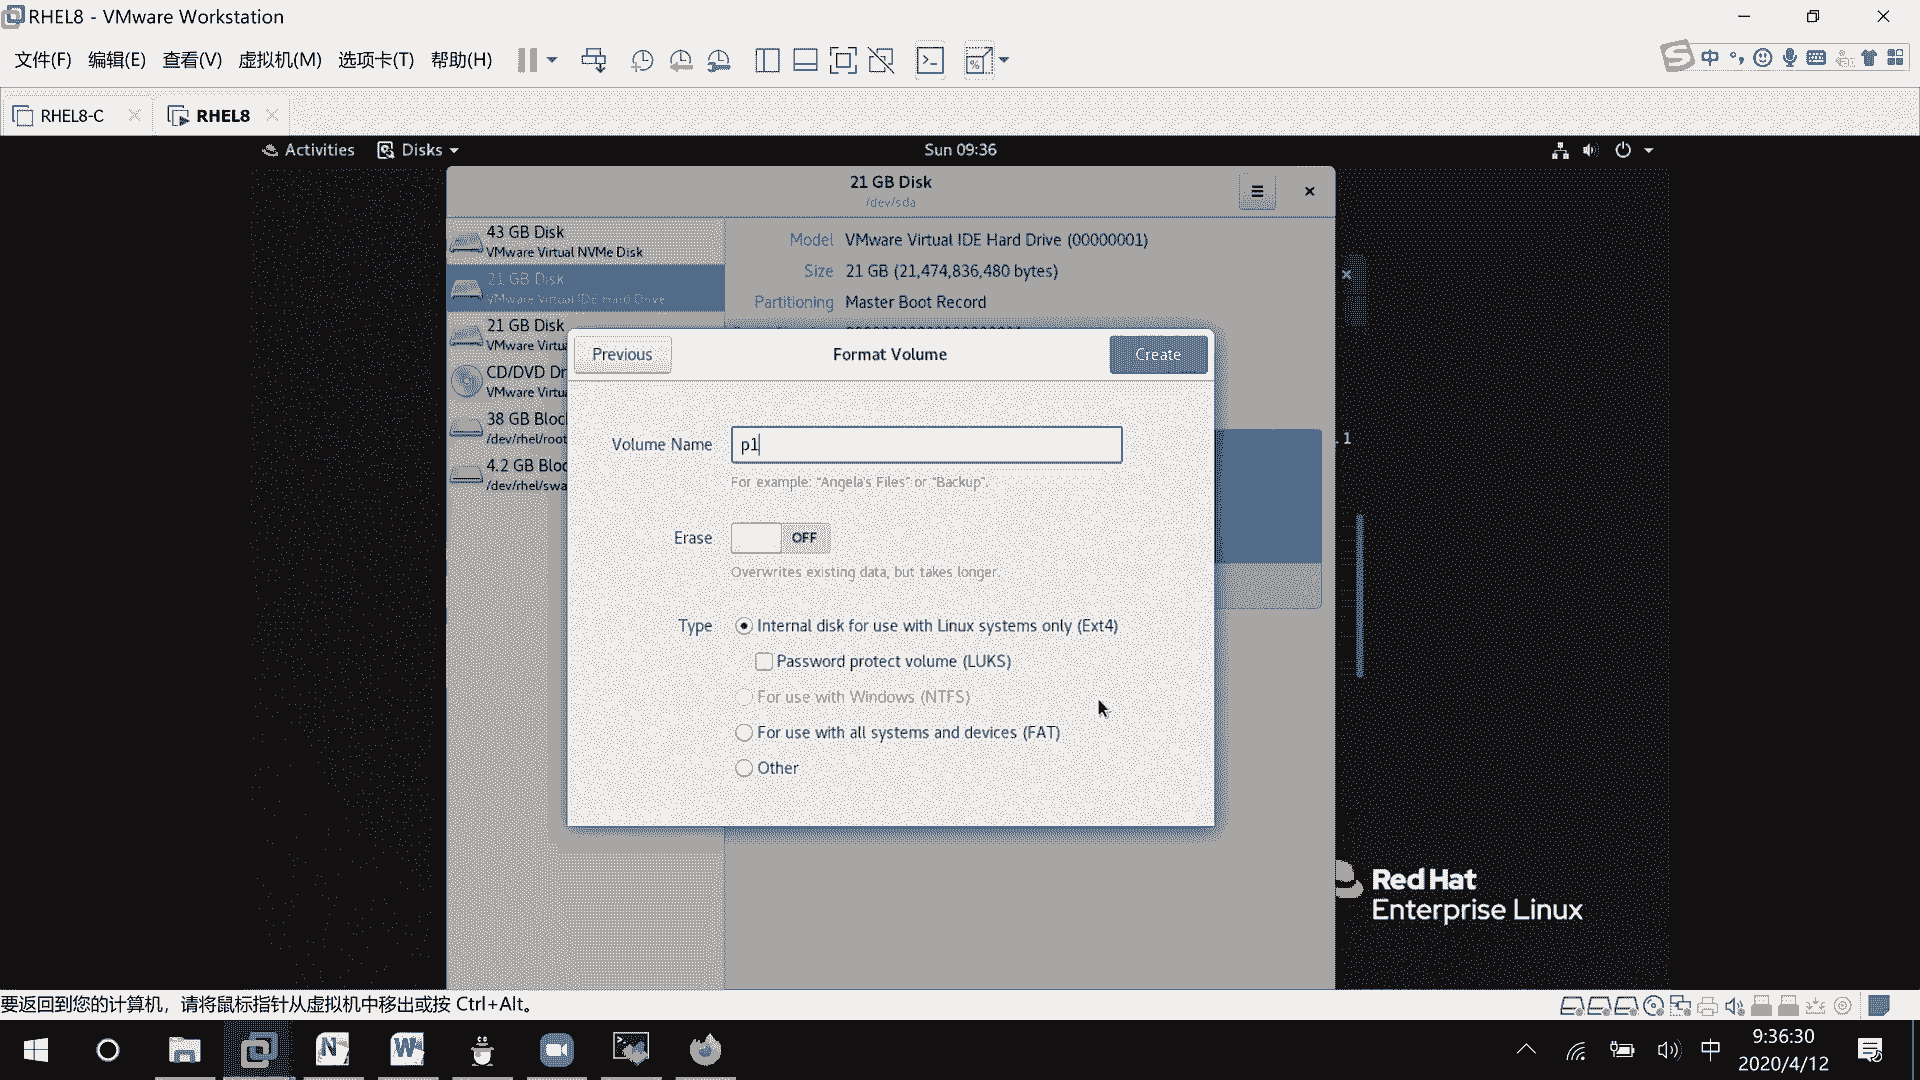 RHEL8 - VMware Workstation
文件(F) 编辑(E) 查看(V) 虚拟机(M) 选项卡(T) 帮助(H)
中
RHEL8-C
RHEL8
Activities
Disks
Sun 09:36
21 GB Disk
/dev/sda
43 GB Disk
VMware Virtual NVMe Disk
21 GB Disk
VMware Virtual IDE Hard Drive
21 GB Disk
VMware Virtu
CD/DVD Dr
VMware Virtu
38 GB Bloc
/dev/rhel/root
4.2 GB Bloc
/dev/rhel/swa
Model VMware Virtual IDE Hard Drive (00000001)
Size 21 GB (21,474,836,480 bytes)
Partitioning Master Boot Record
Previous
Format Volume
Create
Volume Name p1
For example: “Angela's Files” or “Backup”.
Erase OFF
Overwrites existing data, but takes longer.
Type Internal disk for use with Linux systems only (Ext4)
Password protect volume (LUKS)
For use with Windows (NTFS)
For use with all systems and devices (FAT)
Other
.1
Red Hat
Enterprise Linux
要返回到您的计算机，请将鼠标指针从虚拟机中移出或按 Ctrl+Alt。
中
9:36:30
2020/4/12